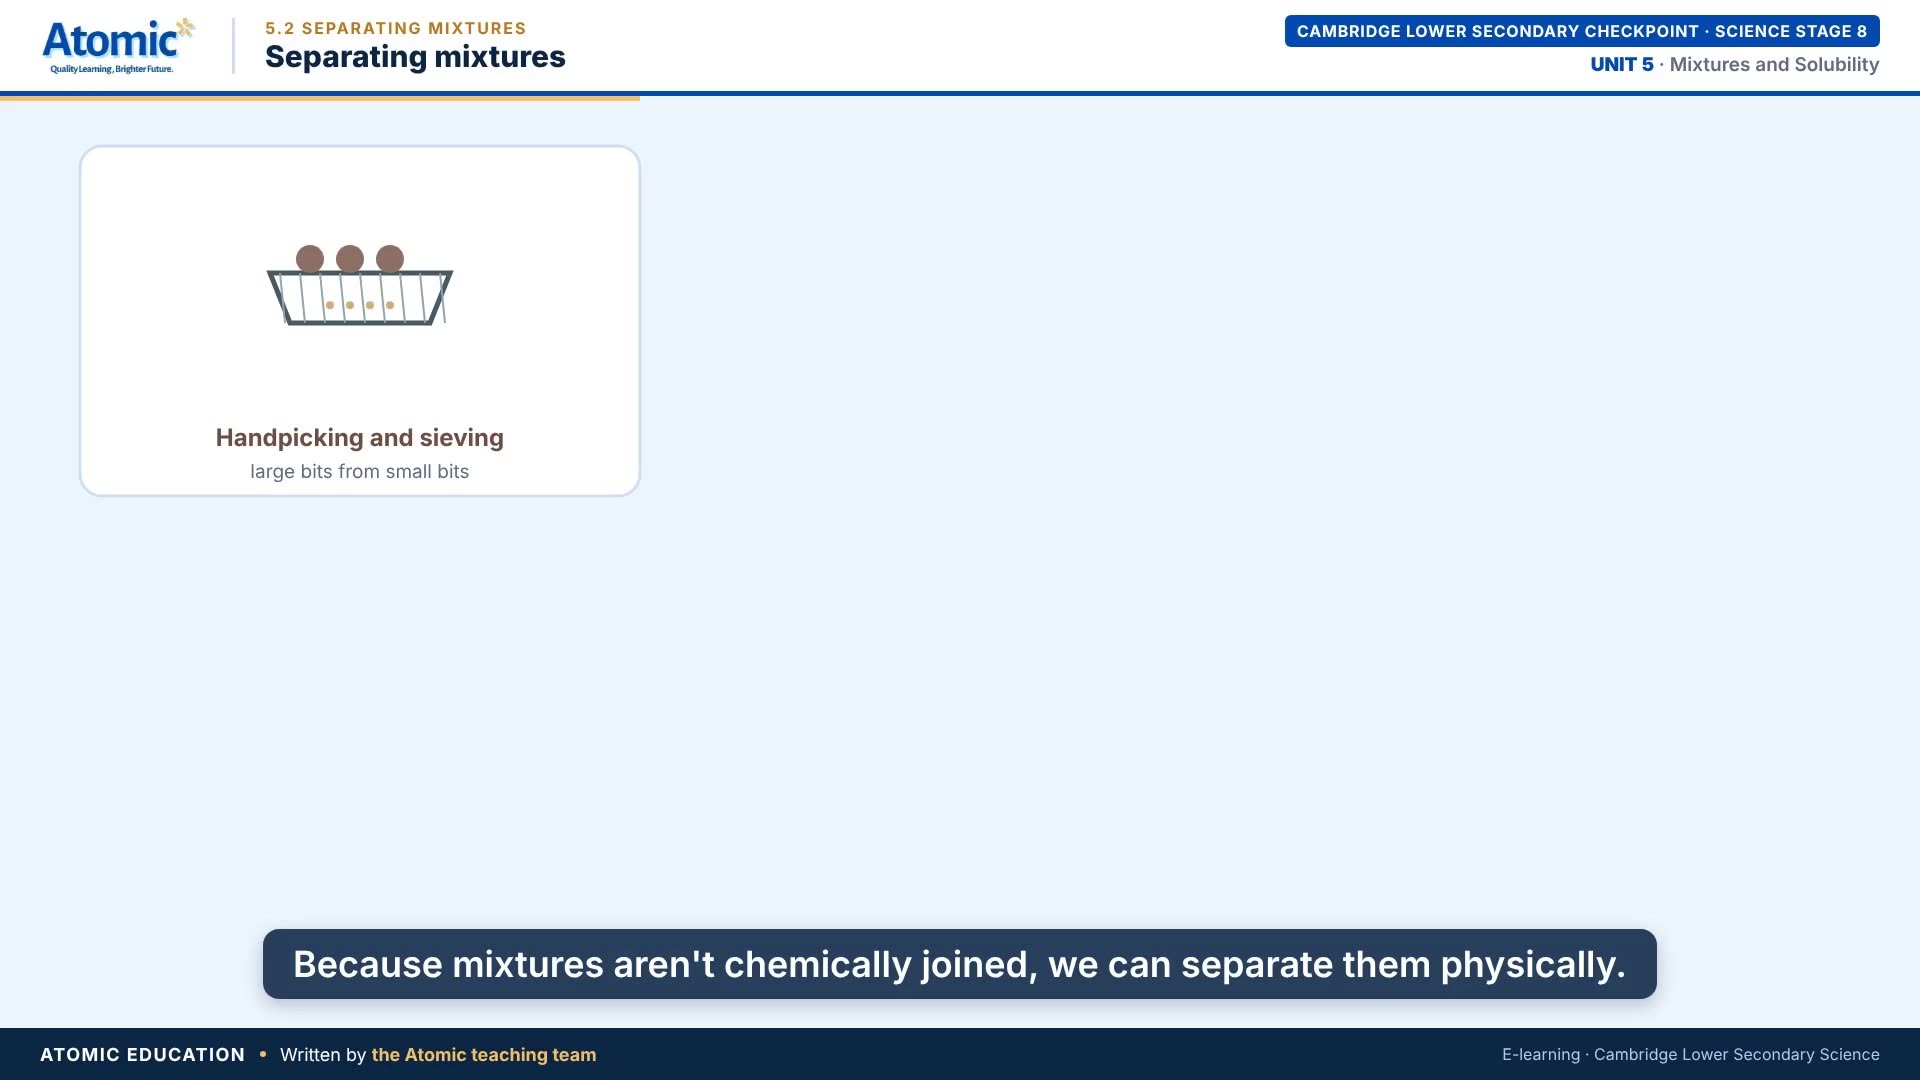 Atomic
Quality Learning, Brighter Future.
5.2 SEPARATING MIXTURES
Separating mixtures
CAMBRIDGE LOWER SECONDARY CHECKPOINT · SCIENCE STAGE 8
UNIT 5 · Mixtures and Solubility
Handpicking and sieving
large bits from small bits
Because mixtures aren't chemically joined, we can separate them physically.
ATOMIC EDUCATION • Written by the Atomic teaching team
E-learning · Cambridge Lower Secondary Science